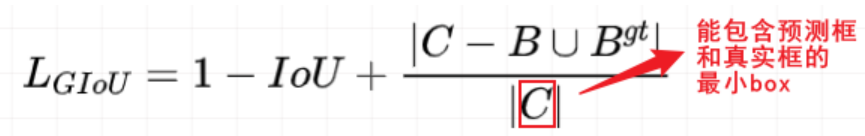 L_{GIoU} = 1 - IoU + \frac{|C - B ∪ B^{gt}|}{|C|}
能包含预测框
和真实框的
最小box